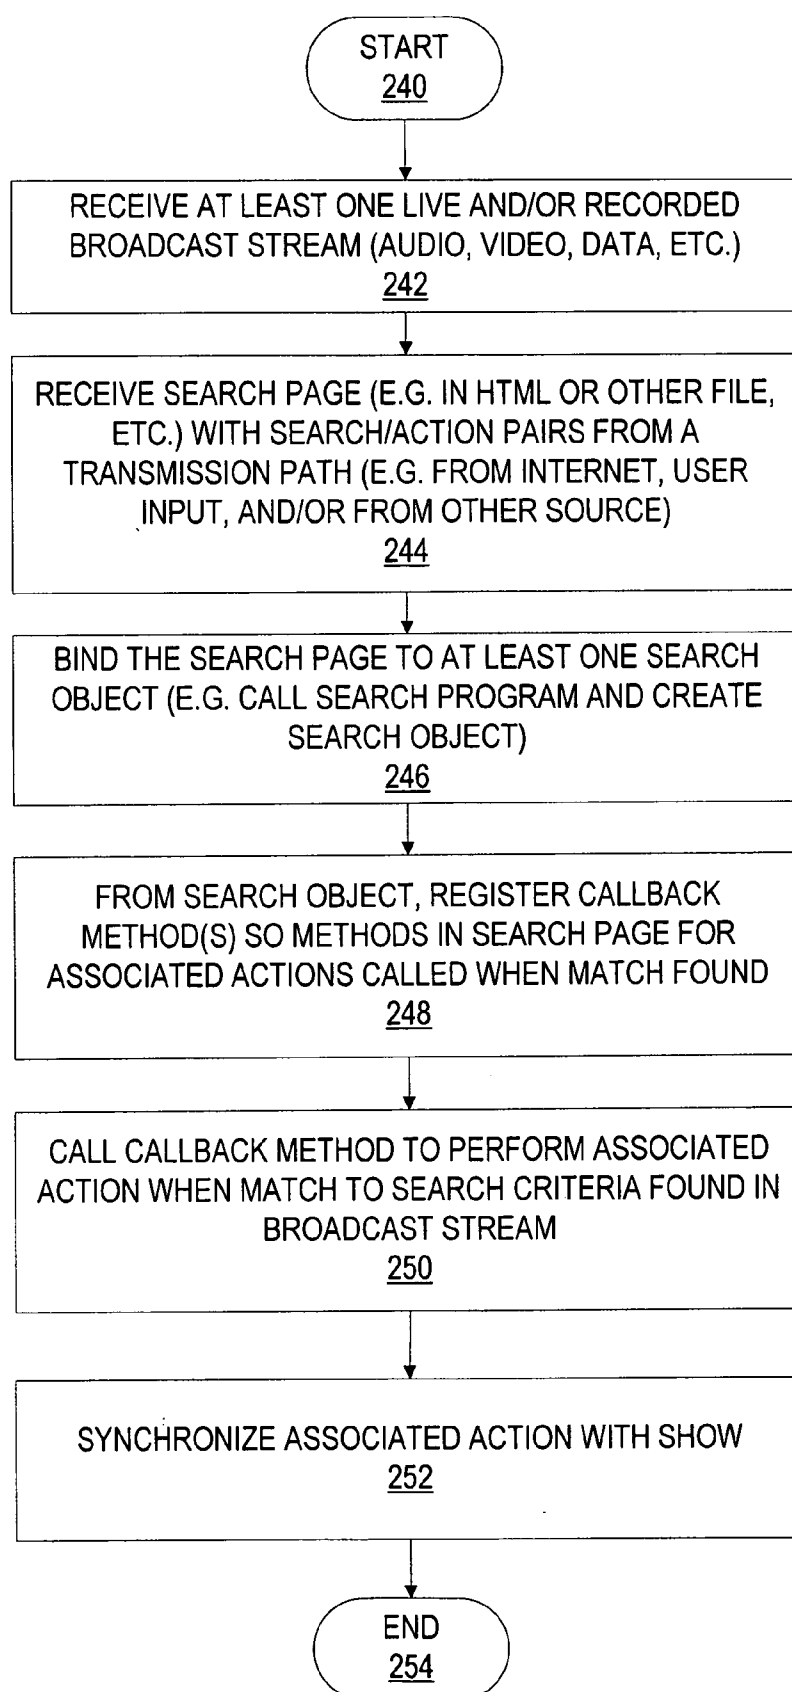 START
240
RECEIVE AT LEAST ONE LIVE AND/OR RECORDED
BROADCAST STREAM (AUDIO, VIDEO, DATA, ETC.)
242
RECEIVE SEARCH PAGE (E.G. IN HTML OR OTHER FILE,
ETC.) WITH SEARCH/ACTION PAIRS FROM A
TRANSMISSION PATH (E.G. FROM INTERNET, USER
INPUT, AND/OR FROM OTHER SOURCE)
244
BIND THE SEARCH PAGE TO AT LEAST ONE SEARCH
OBJECT (E.G. CALL SEARCH PROGRAM AND CREATE
SEARCH OBJECT)
246
FROM SEARCH OBJECT, REGISTER CALLBACK
METHOD(S) SO METHODS IN SEARCH PAGE FOR
ASSOCIATED ACTIONS CALLED WHEN MATCH FOUND
248
CALL CALLBACK METHOD TO PERFORM ASSOCIATED
ACTION WHEN MATCH TO SEARCH CRITERIA FOUND IN
BROADCAST STREAM
250
SYNCHRONIZE ASSOCIATED ACTION WITH SHOW
252
END
254